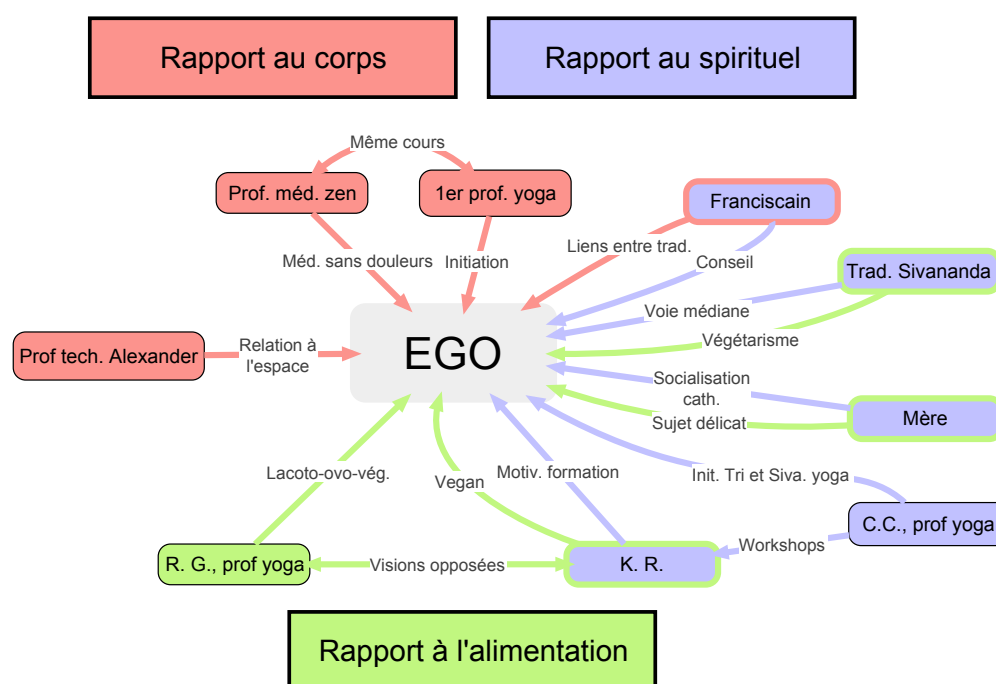 Rapport au corps
Rapport au spirituel
Même cours
Prof. méd. zen
1er prof. yoga
Franciscain
Liens entre trad.
Méd. sans douleurs
Initiation
Conseil
Trad. Sivananda
Voie médiane
Végétarisme
Prof tech. Alexander
Relation à
l'espace
EGO
Socialisation
cath.
Mère
Sujet délicat
Lacoto-ovo-vég.
Vegan
Motiv. formation
Init. Tri et Siva. yoga
C.C., prof yoga
Workshops
R. G., prof yoga
Visions opposées
K. R.
Rapport à l'alimentation